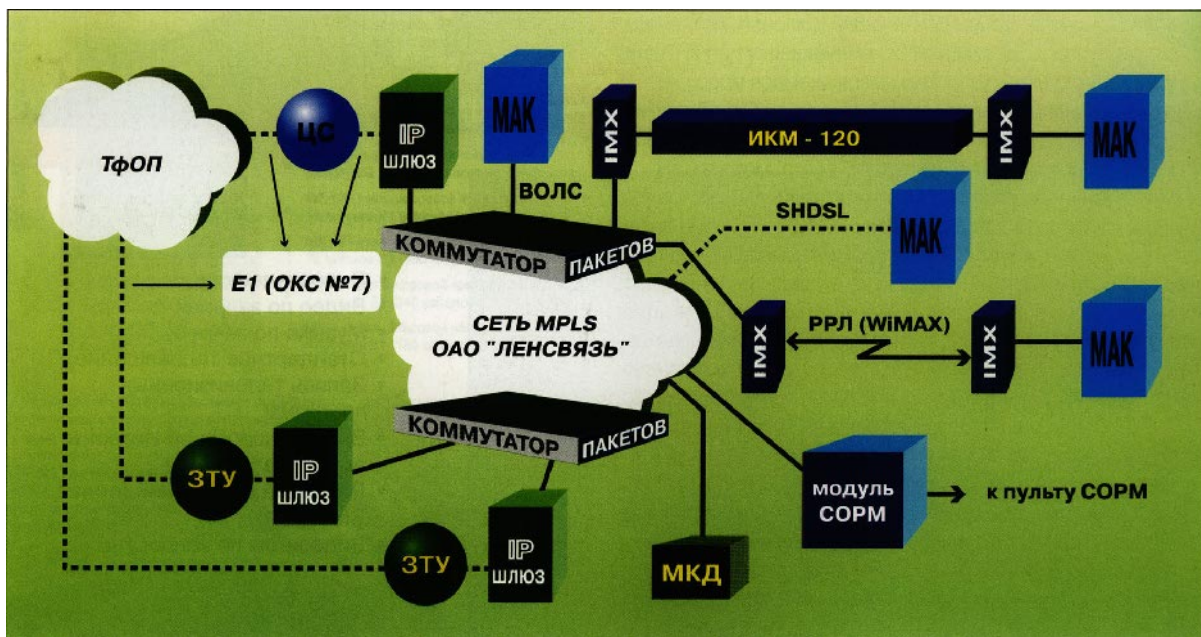 ТфОП
ЦС
IP
ШЛЮЗ
МАК
IMX
ИКМ - 120
IMX
МАК
ВОЛС
SHDSL
МАК
КОММУТАТОР ПАКЕТОВ
Е1 (ОКС №7)
СЕТЬ MPLS
ОАО "ЛЕНСВЯЗЬ"
IMX
РРЛ (WiMAX)
IMX
МАК
КОММУТАТОР ПАКЕТОВ
ЗТУ
IP
ШЛЮЗ
ЗТУ
IP
ШЛЮЗ
МКД
МОДУЛЬ
СОРМ
к пульту СОРМ